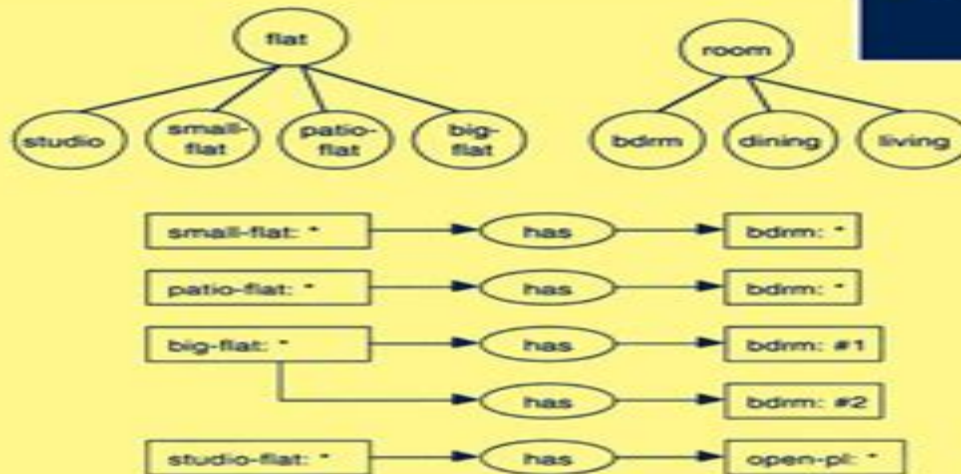 flat
room
studio
small-
flat
patio-
flat
big-
flat
bdrm
dining
living
small-flat: *
has
bdrm: *
patio-flat: *
has
bdrm: *
big-flat: *
has
bdrm: #1
has
bdrm: #2
studio-flat: *
has
open-pl: *